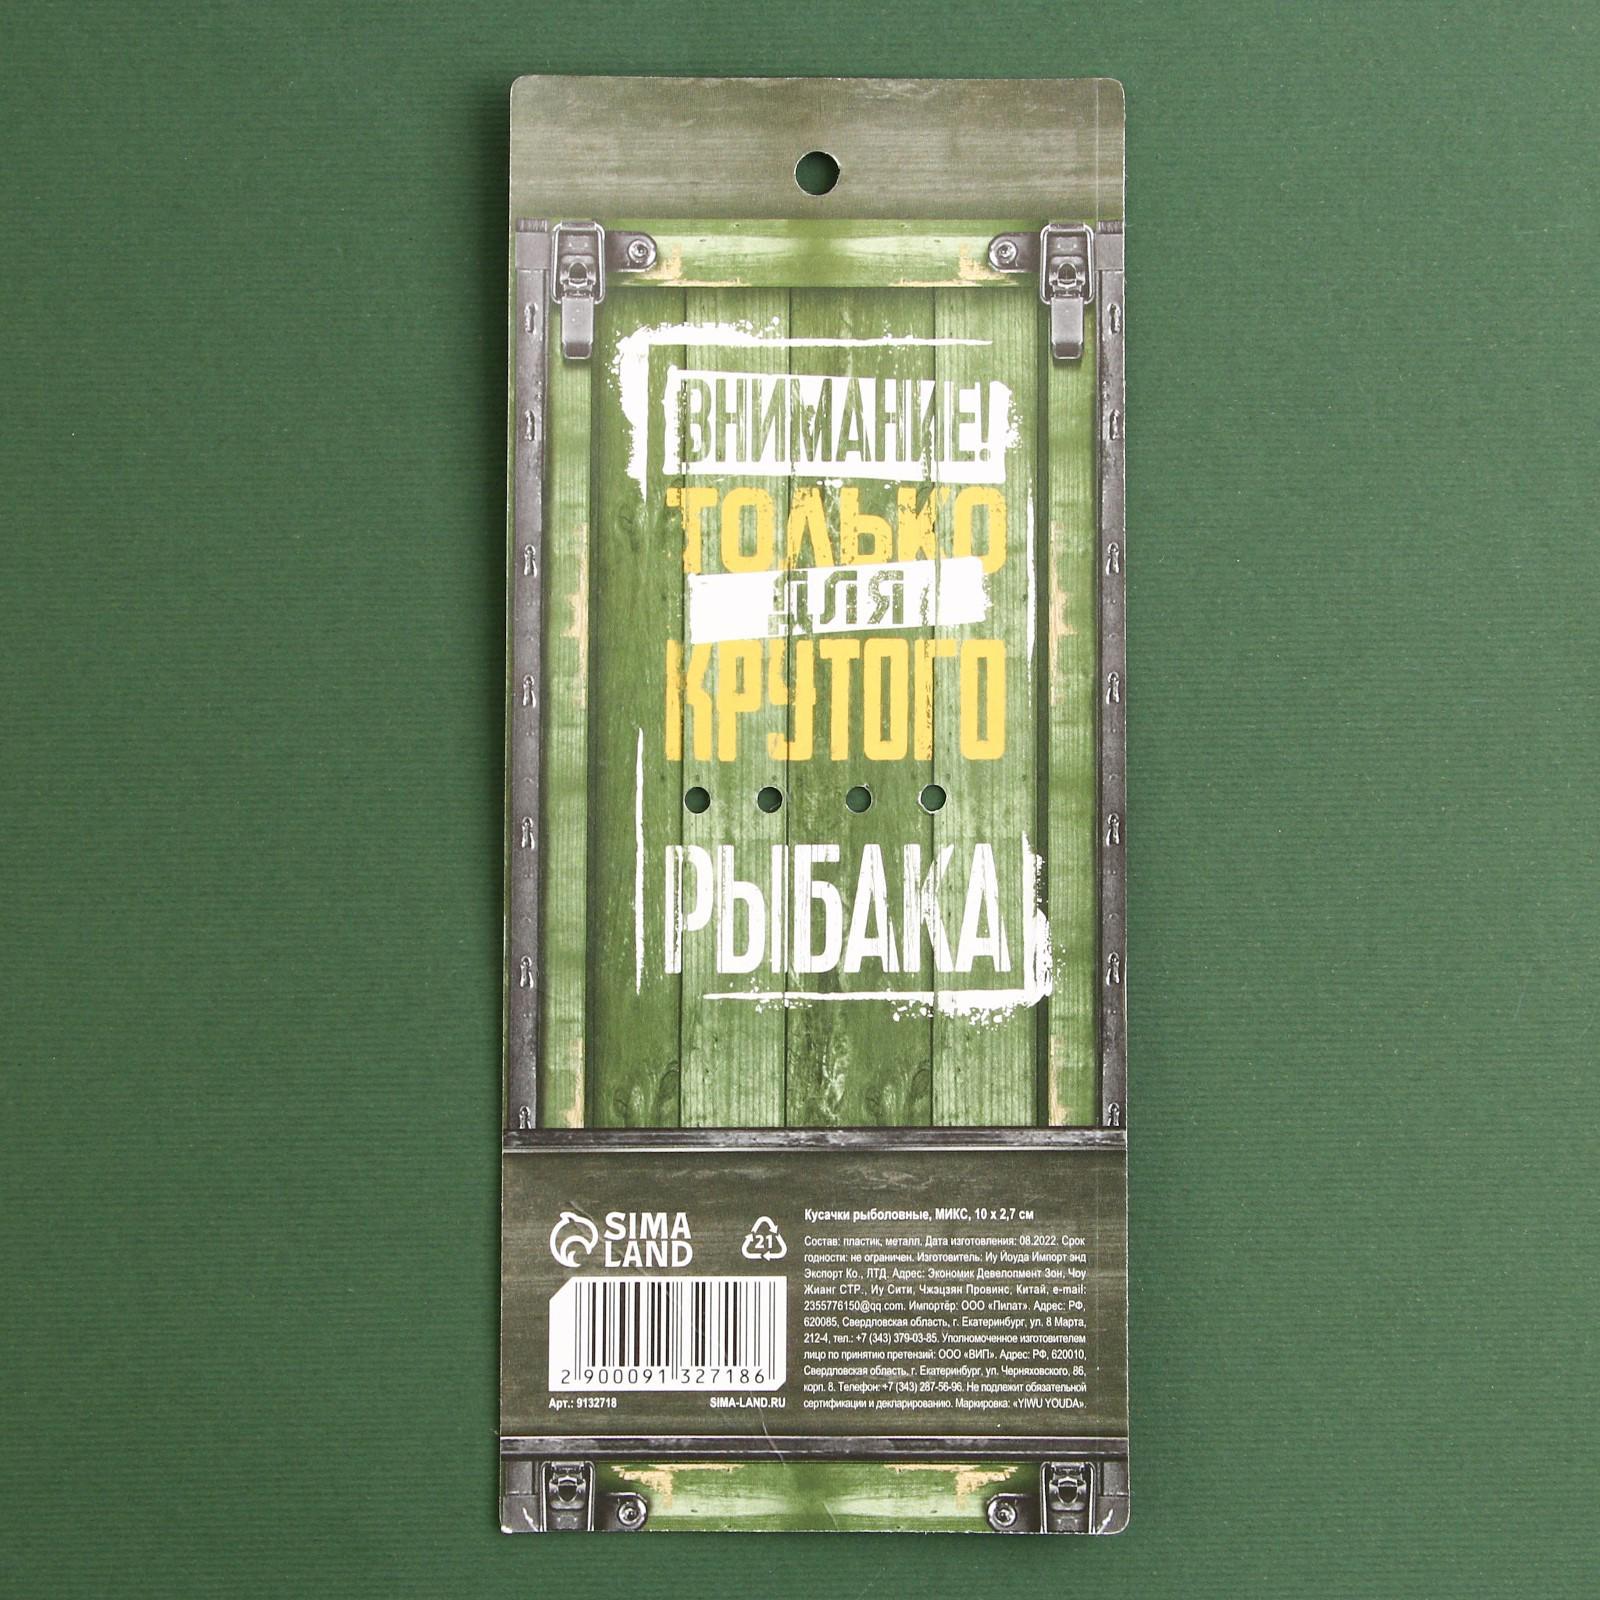 ВНИМАНИЕ!
ТОЛЬКО
ДЛЯ
КРУТОГО
РЫБАКА
SIMA
LAND
21
2 900091 327186
Арт.: 9132718
SIMA-LAND.RU
Кусачки рыболовные, МИКС, 10 x 2,7 см
Состав: пластик, металл. Дата изготовления: 08.2022. Срок
годности: не ограничен. Изготовитель: Иу Йоуда Импорт энд
Экспорт Ко., ЛТД. Адрес: Экономик Девелопмент Зон, Чоу
Жианг СТР., Иу Сити, Чжэцзян Провинс, Китай, e-mail:
2355776150@qq.com. Импортёр: ООО «Пилат». Адрес: РФ,
620085, Свердловская область, г. Екатеринбург, ул. 8 Марта,
212-4, тел.: +7 (343) 379-03-85. Уполномоченное изготовителем
лицо по принятию претензий: ООО «ВИП». Адрес: РФ, 620010,
Свердловская область, г. Екатеринбург, ул. Черняховского, 86,
корп. 8. Телефон: +7 (343) 287-56-96. Не подлежит обязательной
сертификации и декларированию. Маркировка: «YIWU YOUDA».